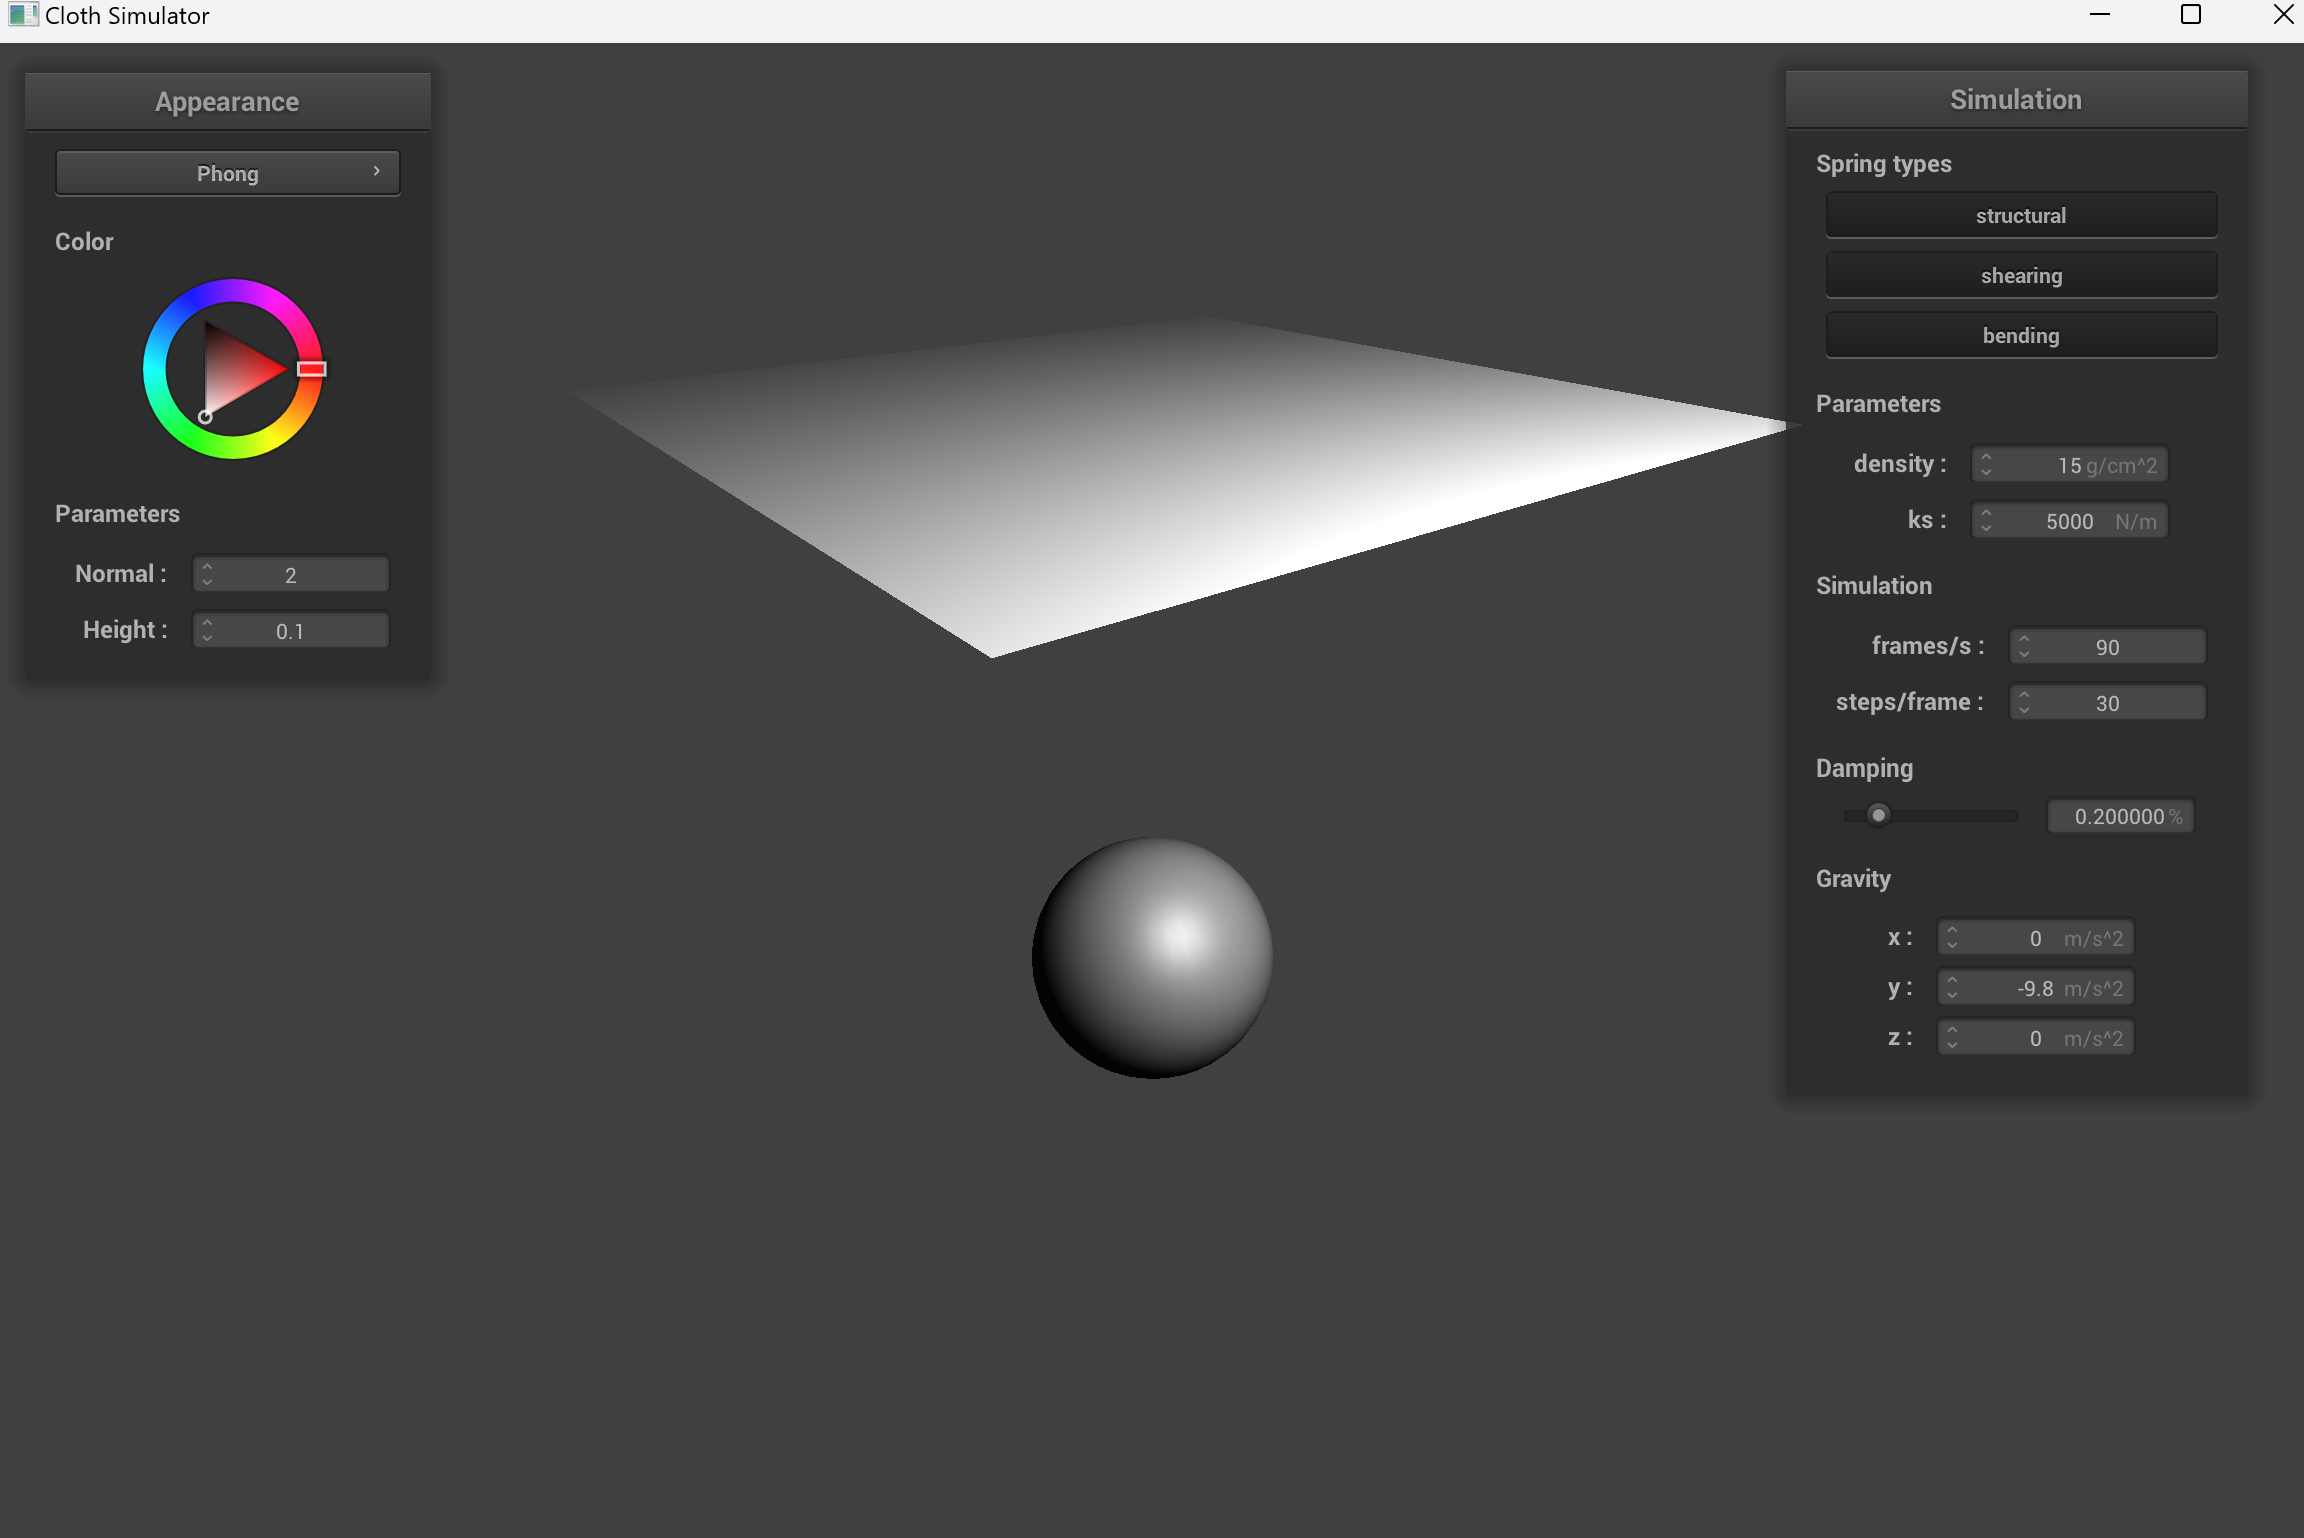 Cloth Simulator
Appearance
Phong
Color
Parameters
Normal : 2
Height : 0.1
Simulation
Spring types
structural
shearing
bending
Parameters
density : 15 g/cm^2
ks : 5000 N/m
Simulation
frames/s : 90
steps/frame : 30
Damping
0.200000 %
Gravity
x : 0 m/s^2
y : -9.8 m/s^2
z : 0 m/s^2